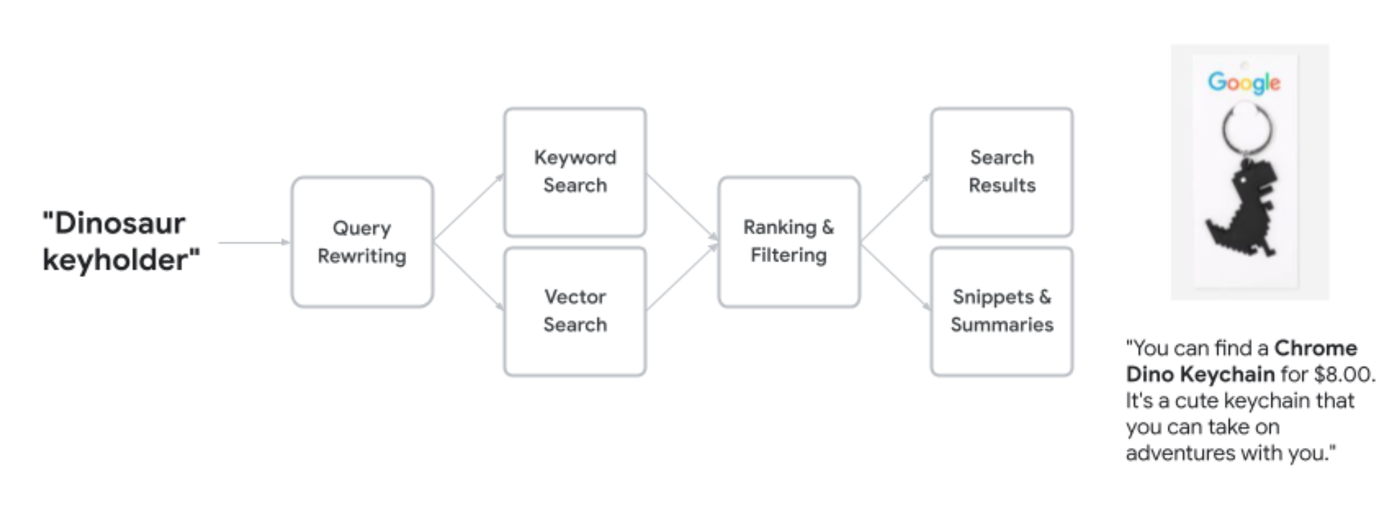 "Dinosaur
keyholder"
Query
Rewriting
Keyword
Search
Vector
Search
Ranking &
Filtering
Search
Results
Snippets &
Summaries
Google
"You can find a Chrome
Dino Keychain for $8.00.
It's a cute keychain that
you can take on
adventures with you."